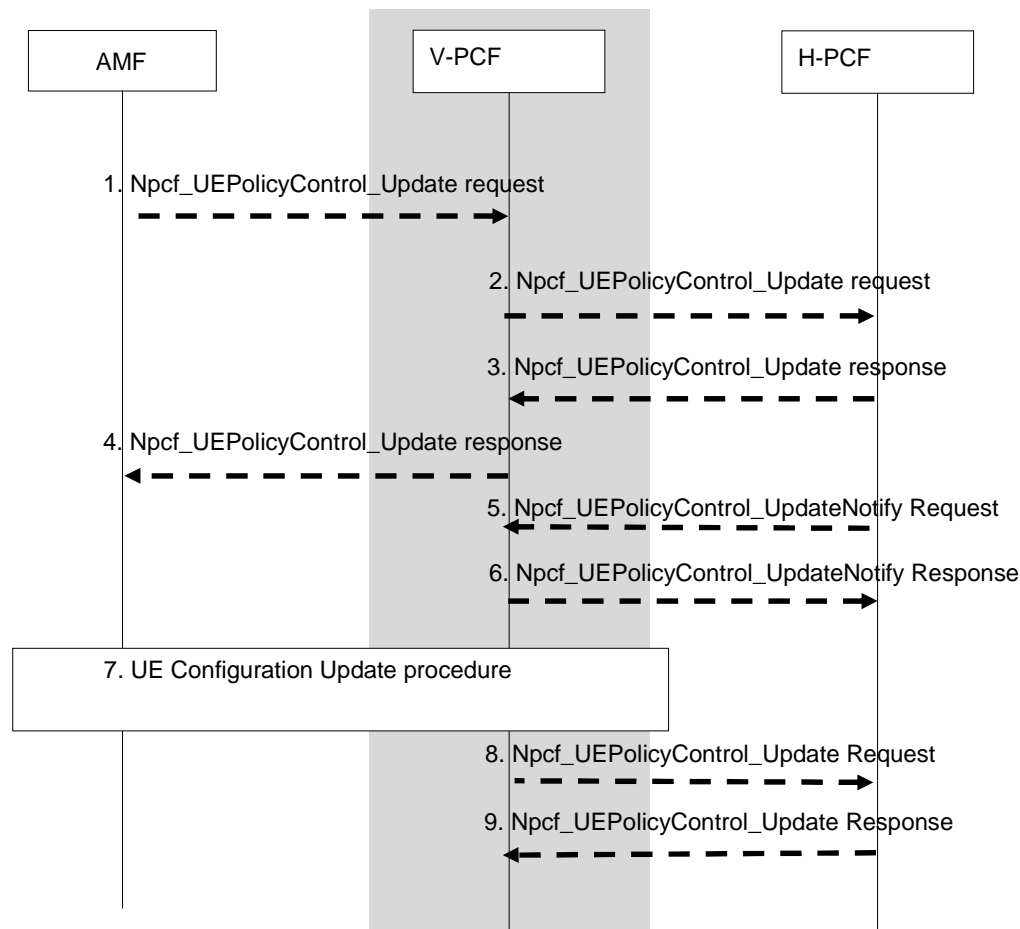 AMF
V-PCF
H-PCF
1. Npcf_UEPolicyControl_Update request
2. Npcf_UEPolicyControl_Update request
3. Npcf_UEPolicyControl_Update response
4. Npcf_UEPolicyControl_Update response
5. Npcf_UEPolicyControl_UpdateNotify Request
6. Npcf_UEPolicyControl_UpdateNotify Response
7. UE Configuration Update procedure
8. Npcf_UEPolicyControl_Update Request
9. Npcf_UEPolicyControl_Update Response